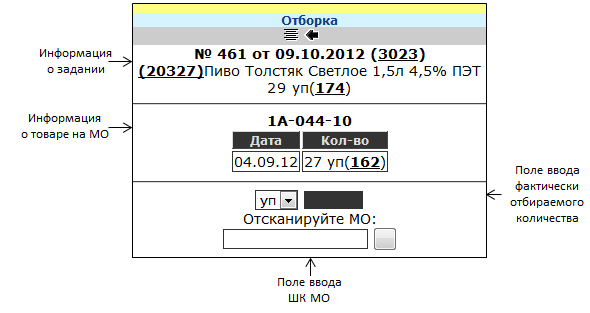 Отборка
Информация
о задании
№ 461 от 09.10.2012 (3023)
(20327)Пиво Толстяк Светлое 1,5л 4,5% ПЭТ
29 уп(174)
Информация
о товаре на МО
1A-044-10
Дата Кол-во
04.09.12 27 уп(162)
Поле ввода
фактически
отбираемого
количества
уп
Отсканируйте МО:
Поле ввода
ШК МО